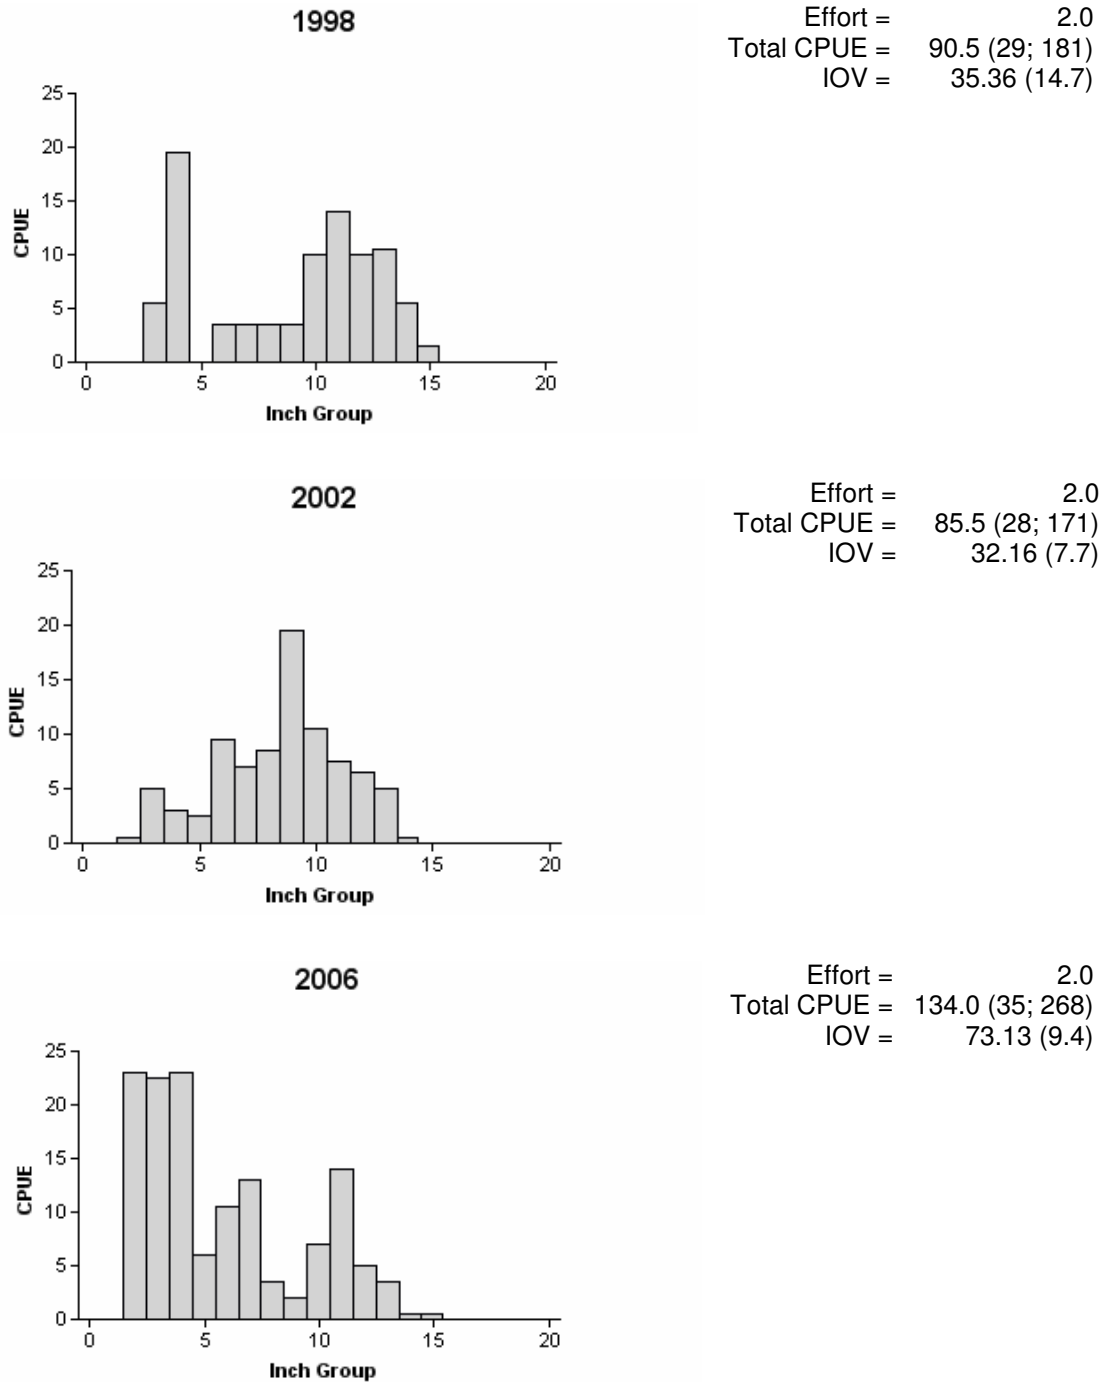 1998
Effort = 2.0
Total CPUE = 90.5 (29; 181)
IOV = 35.36 (14.7)
25
20
15
10
5
0
CPUE
0 5 10 15 20
Inch Group
2002
Effort = 2.0
Total CPUE = 85.5 (28; 171)
IOV = 32.16 (7.7)
25
20
15
10
5
0
CPUE
0 5 10 15 20
Inch Group
2006
Effort = 2.0
Total CPUE = 134.0 (35; 268)
IOV = 73.13 (9.4)
25
20
15
10
5
0
CPUE
0 5 10 15 20
Inch Group